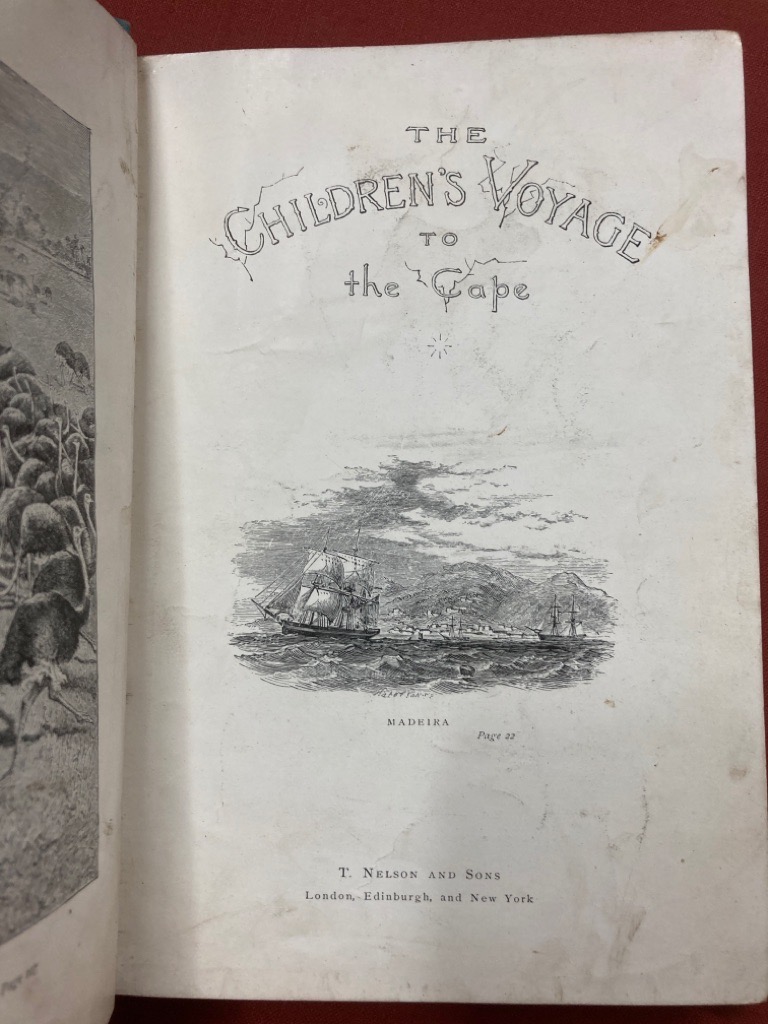 THE
CHILDREN'S VOYAGE
TO
the Cape
MADEIRA
Page 22
T. NELSON AND SONS
London, Edinburgh, and New York